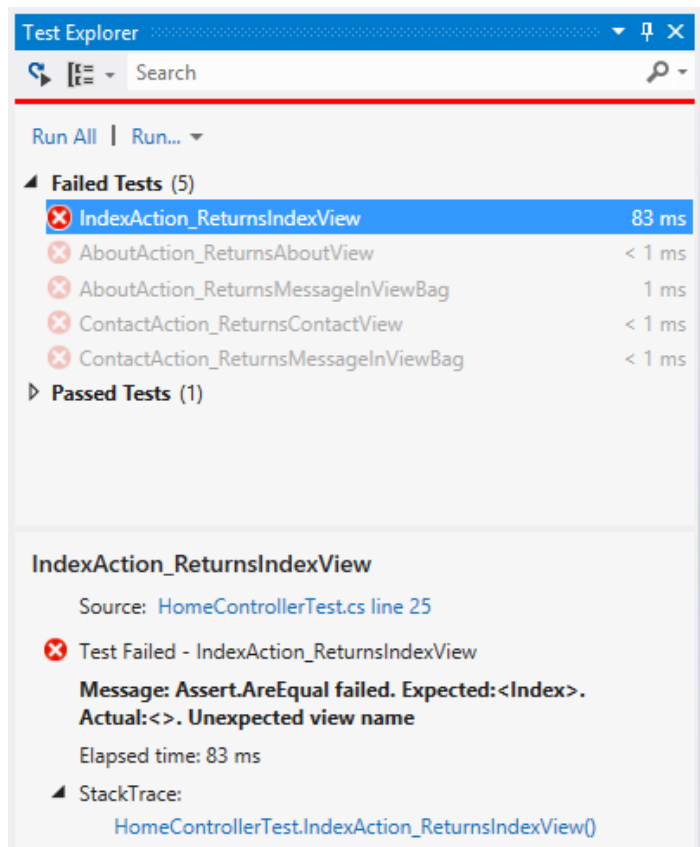 Test Explorer
Search
Run All | Run...
Failed Tests (5)
IndexAction_ReturnsIndexView 83 ms
AboutAction_ReturnsAboutView < 1 ms
AboutAction_ReturnsMessageInViewBag 1 ms
ContactAction_ReturnsContactView < 1 ms
ContactAction_ReturnsMessageInViewBag < 1 ms
Passed Tests (1)
IndexAction_ReturnsIndexView
Source: HomeControllerTest.cs line 25
Test Failed - IndexAction_ReturnsIndexView
Message: Assert.AreEqual failed. Expected:<Index>.
Actual:<>. Unexpected view name
Elapsed time: 83 ms
StackTrace:
HomeControllerTest.IndexAction_ReturnsIndexView()